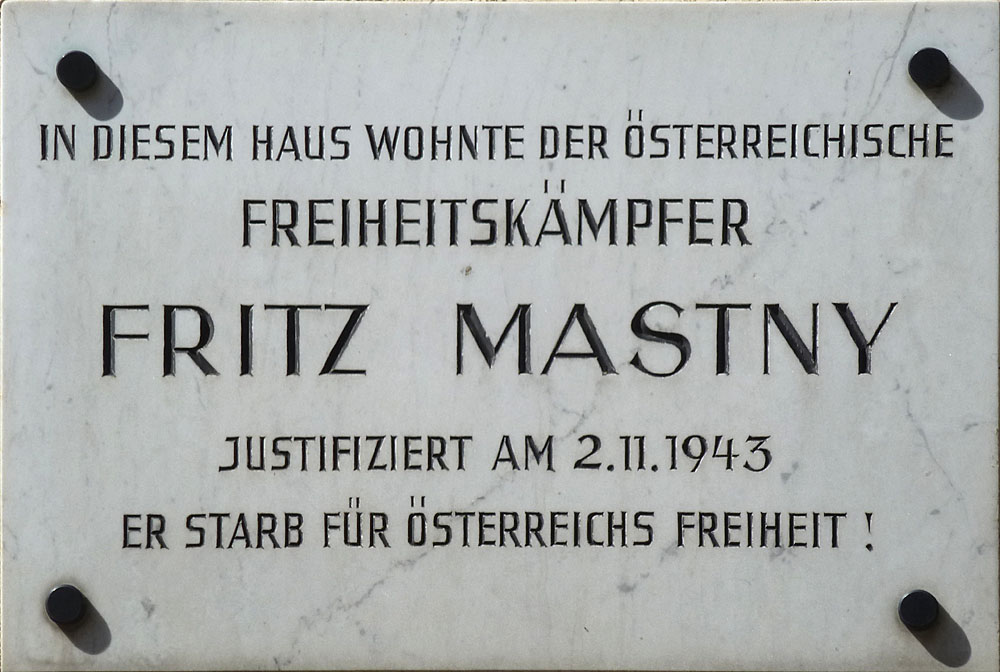 IN DIESEM HAUS WOHNTE DER ÖSTERREICHISCHE
FREIHEITSKÄMPFER
FRITZ MASTNY
JUSTIFIZIERT AM 2.11.1943
ER STARB FÜR ÖSTERREICHS FREIHEIT !